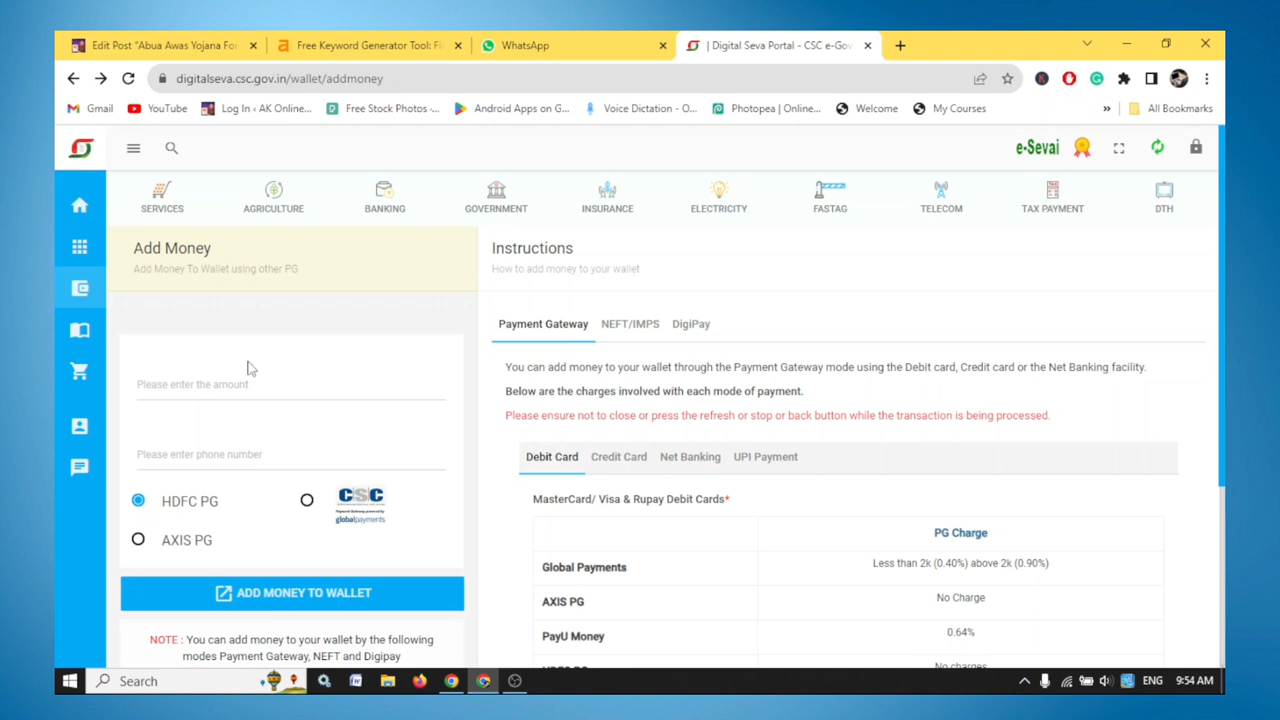 Edit Post "Abua Awas Yojana For
Free Keyword Generator Tool: Fi
WhatsApp
| Digital Seva Portal - CSC e-Gov
digitalseva.csc.gov.in/wallet/addmoney
Gmail
YouTube
Log In ‹ AK Online...
Free Stock Photos -...
Android Apps on G...
Voice Dictation - O...
Photopea | Online...
Welcome
My Courses
»
All Bookmarks
e-Sevai
SERVICES
AGRICULTURE
BANKING
GOVERNMENT
INSURANCE
ELECTRICITY
FASTAG
TELECOM
TAX PAYMENT
DTH
Add Money
Add Money To Wallet using other PG
Please enter the amount
Please enter phone number
HDFC PG
CSC
Payment Gateway powered by
globalpayments
AXIS PG
ADD MONEY TO WALLET
NOTE : You can add money to your wallet by the following
modes Payment Gateway, NEFT and Digipay
Instructions
How to add money to your wallet
Payment Gateway NEFT/IMPS DigiPay
You can add money to your wallet through the Payment Gateway mode using the Debit card, Credit card or the Net Banking facility.
Below are the charges involved with each mode of payment.
Please ensure not to close or press the refresh or stop or back button while the transaction is being processed.
Debit Card Credit Card Net Banking UPI Payment
MasterCard/ Visa & Rupay Debit Cards*
PG Charge
Global Payments Less than 2k (0.40%) above 2k (0.90%)
AXIS PG No Charge
PayU Money 0.64%
HDFC PG No charges
Search
ENG
9:54 AM